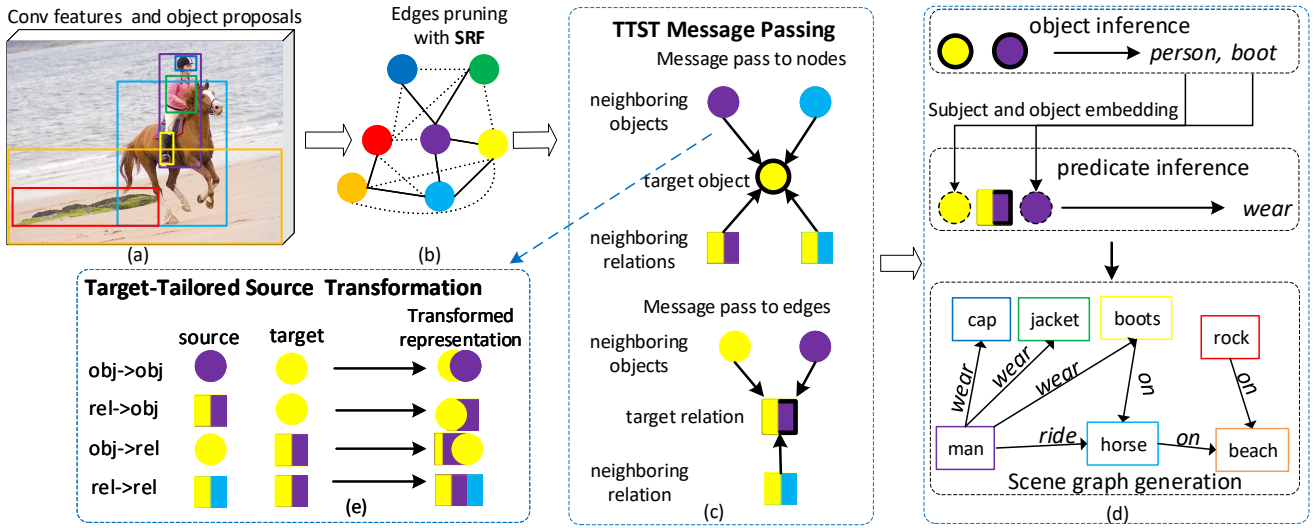 Conv features and object proposals
(a)
Edges pruning
with SRF
(b)
TTST Message Passing
Message pass to nodes
neighboring
objects
target object
neighboring
relations
Message pass to edges
neighboring
objects
target relation
neighboring
relation
(c)
object inference
person, boot
Subject and object embedding
predicate inference
wear
cap
jacket
boots
rock
wear
wear
wear
on
on
man
ride
horse
on
beach
Scene graph generation
(d)
Target-Tailored Source Transformation
source
target
Transformed
representation
obj->obj
rel->obj
obj->rel
rel->rel
(e)